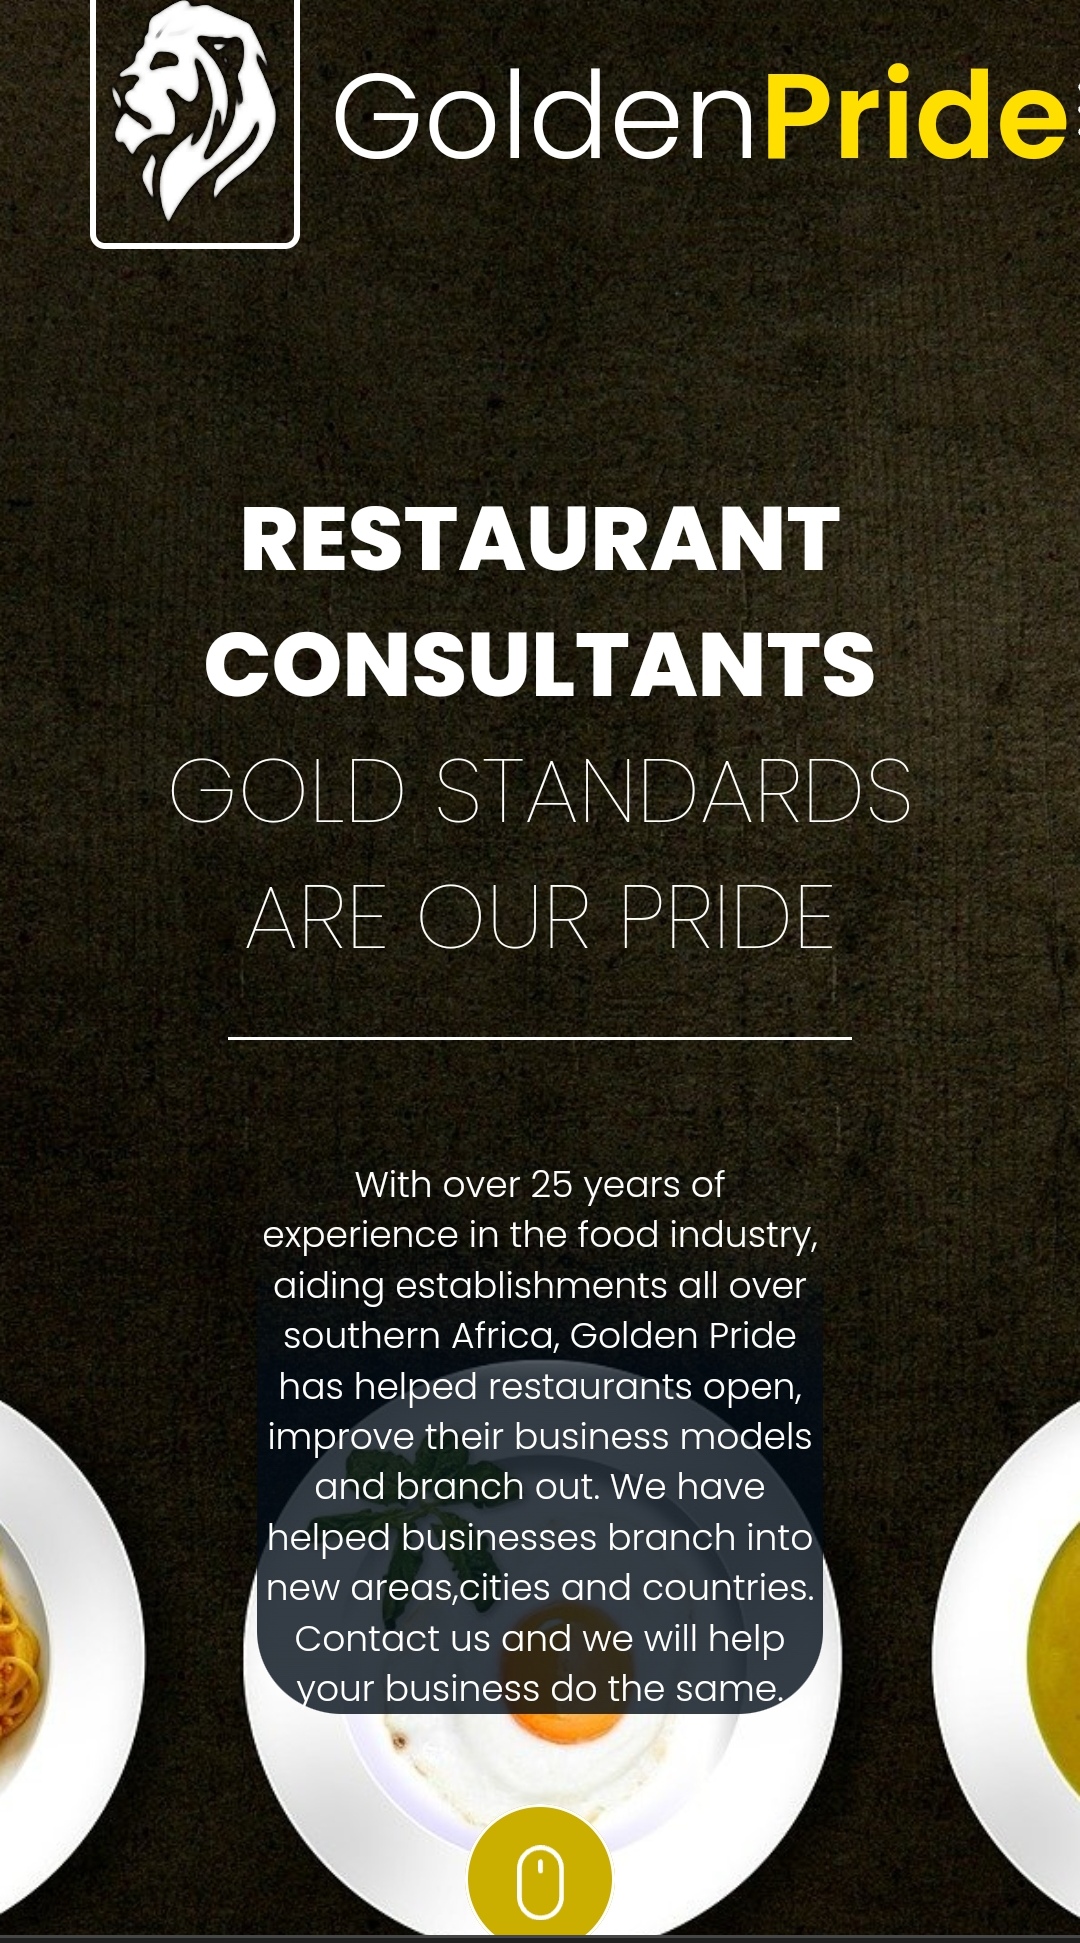 GoldenPride
RESTAURANT
CONSULTANTS
GOLD STANDARDS
ARE OUR PRIDE
With over 25 years of
experience in the food industry,
aiding establishments all over
southern Africa, Golden Pride
has helped restaurants open,
improve their business models
and branch out. We have
helped businesses branch into
new areas,cities and countries.
Contact us and we will help
your business do the same.